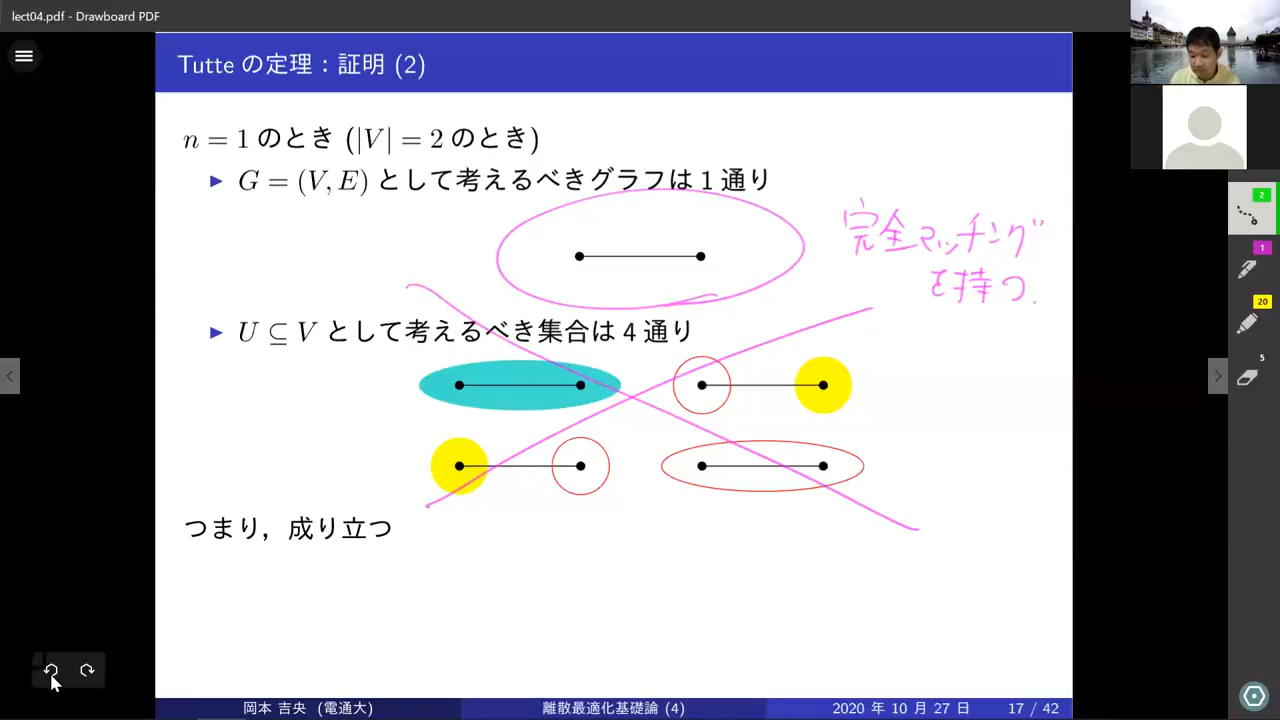 lect04.pdf - Drawboard PDF
Tutte の定理：証明 (2)
n = 1 のとき (|V| = 2 のとき)
▶ G = (V, E) として考えるべきグラフは 1 通り
完全マッチング
を持つ.
▶ U ⊆ V として考えるべき集合は 4 通り
つまり，成り立つ
岡本 吉央 (電通大)
離散最適化基礎論 (4)
2020 年 10 月 27 日
17 / 42
2
1
20
5